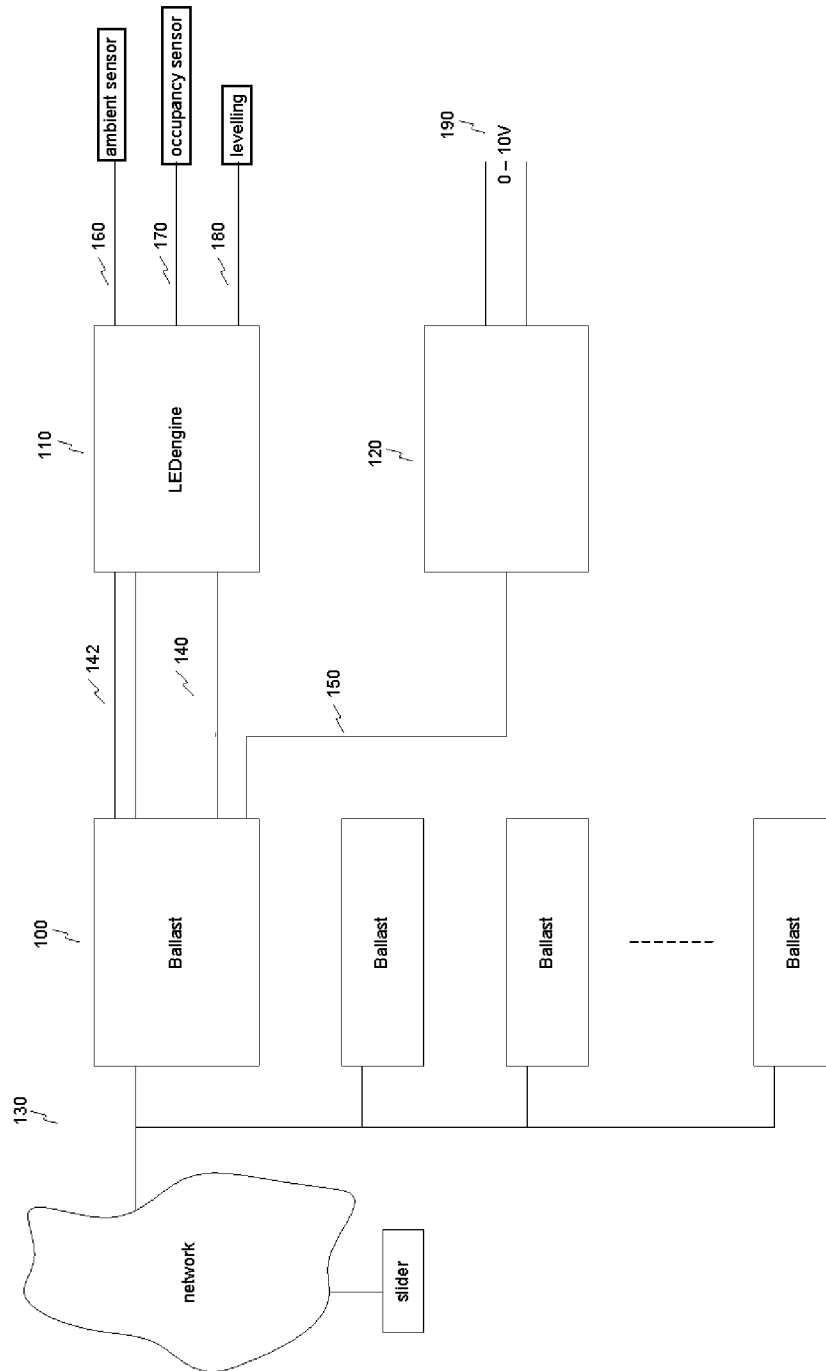 ambient sensor
occupancy sensor
levelling
160
170
180
190
0 – 10V
110
LEDengine
120
142
140
150
100
Ballast
Ballast
Ballast
Ballast
130
network
slider